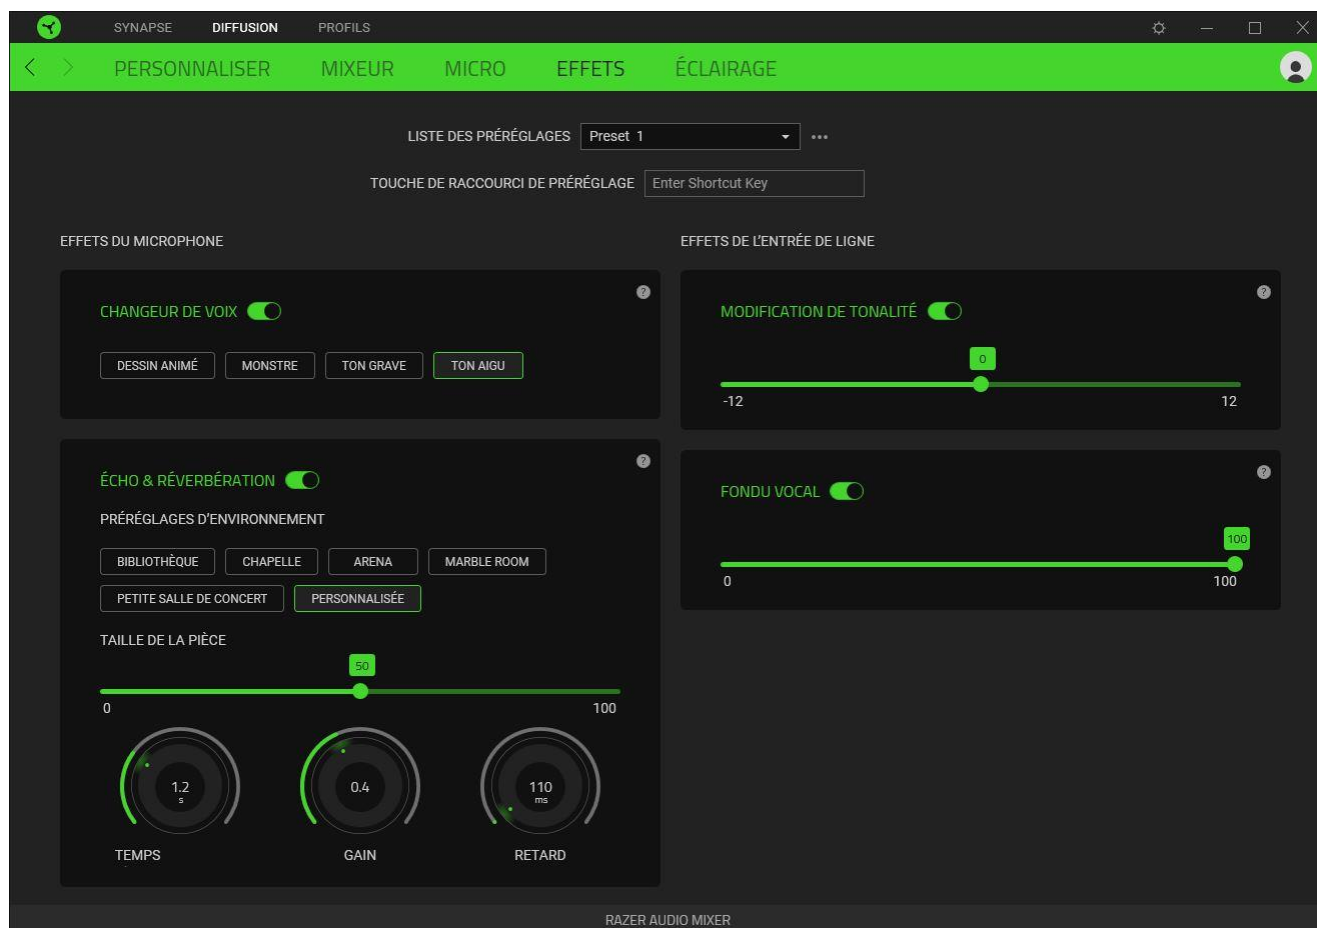 SYNAPSE DIFFUSION PROFILS
PERSONNALISER MIXEUR MICRO EFFETS ÉCLAIRAGE
LISTE DES PRÉRÉGLAGES Preset 1
TOUCHE DE RACCOURCI DE PRÉRÉGLAGE Enter Shortcut Key
EFFETS DU MICROPHONE
?
CHANGEUR DE VOIX
DESSIN ANIMÉ MONSTRE TON GRAVE TON AIGU
?
ÉCHO & RÉVERBÉRATION
PRÉRÉGLAGES D'ENVIRONNEMENT
BIBLIOTHÈQUE CHAPELLE ARENA MARBLE ROOM
PETITE SALLE DE CONCERT PERSONNALISÉE
TAILLE DE LA PIÈCE
50
0 100
1.2 0.4 110
s ms
TEMPS GAIN RETARD
EFFETS DE L'ENTRÉE DE LIGNE
?
MODIFICATION DE TONALITÉ
0
-12 12
?
FONDU VOCAL
100
0 100
RAZER AUDIO MIXER